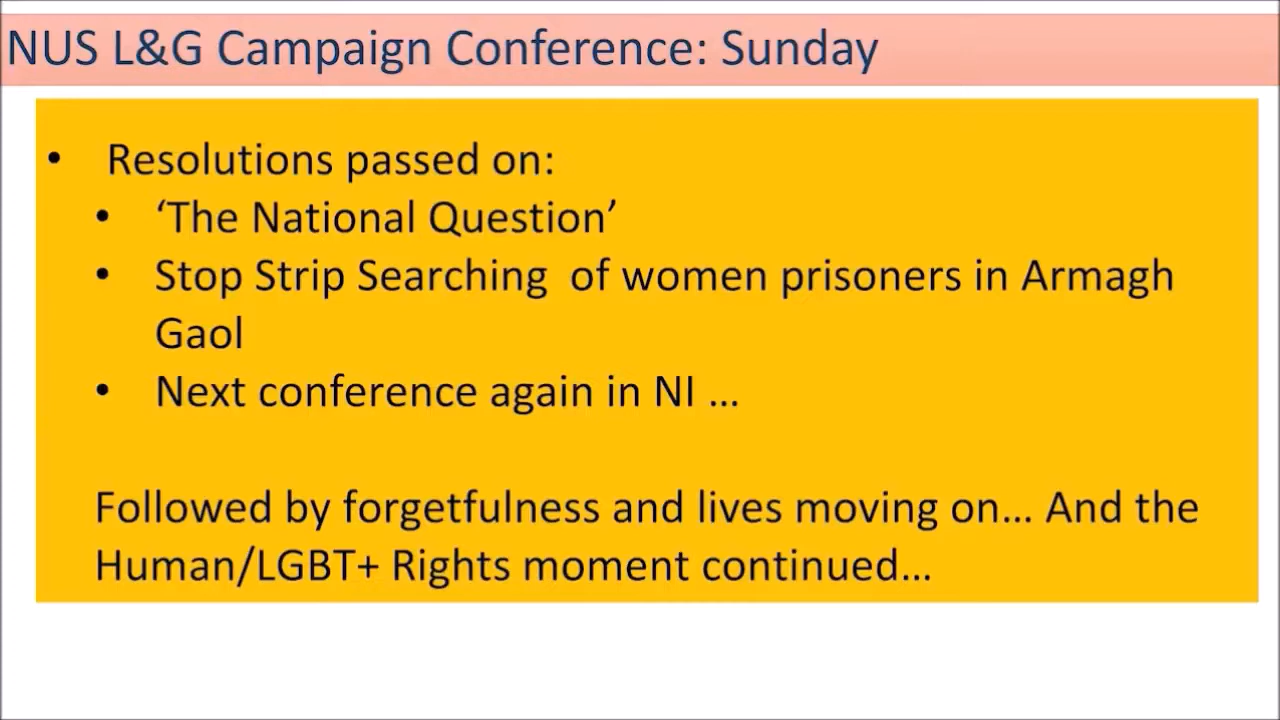 NUS L&G Campaign Conference: Sunday
• Resolutions passed on:
• ‘The National Question’
• Stop Strip Searching  of women prisoners in Armagh
Gaol
• Next conference again in NI …
Followed by forgetfulness and lives moving on… And the
Human/LGBT+ Rights moment continued…